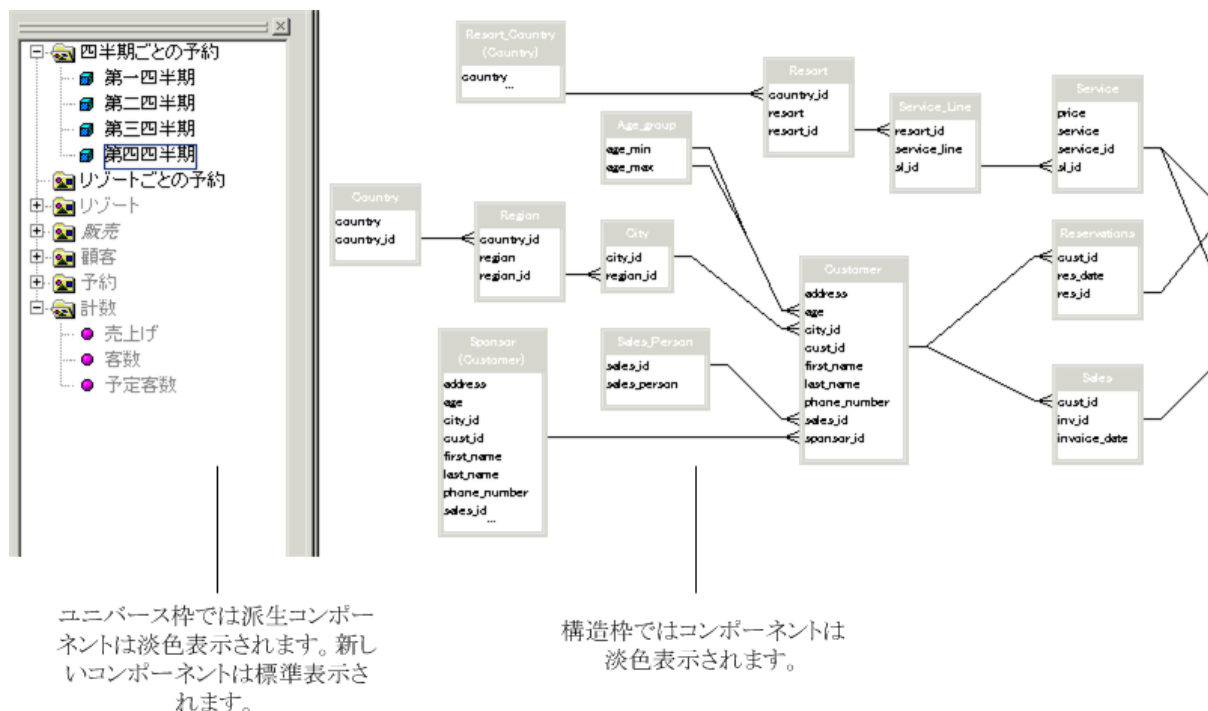 四半期ごとの予約
第一四半期
第二四半期
第三四半期
第四四半期
リゾートごとの予約
リゾート
販売
顧客
予約
計数
売上げ
客数
予定客数
Resort_Country
(Country)
country
...
Resort
country_id
resort
resort_id
Service_Line
resort_id
service_line
sl_id
Service
price
service
service_id
sl_id
Age_group
age_min
age_max
Country
country
country_id
Region
country_id
region
region_id
City
city_id
region_id
Customer
address
age
city_id
cust_id
first_name
last_name
phone_number
sales_id
sponsor_id
Reservations
cust_id
res_date
res_id
Sponsor
(Customer)
address
age
city_id
cust_id
first_name
last_name
phone_number
sales_id
...
Sales_Person
sales_id
sales_person
Sales
cust_id
inv_id
invoice_date
ユニバース枠では派生コンポー
ネントは淡色表示されます。新し
いコンポーネントは標準表示さ
れます。
構造枠ではコンポーネントは
淡色表示されます。